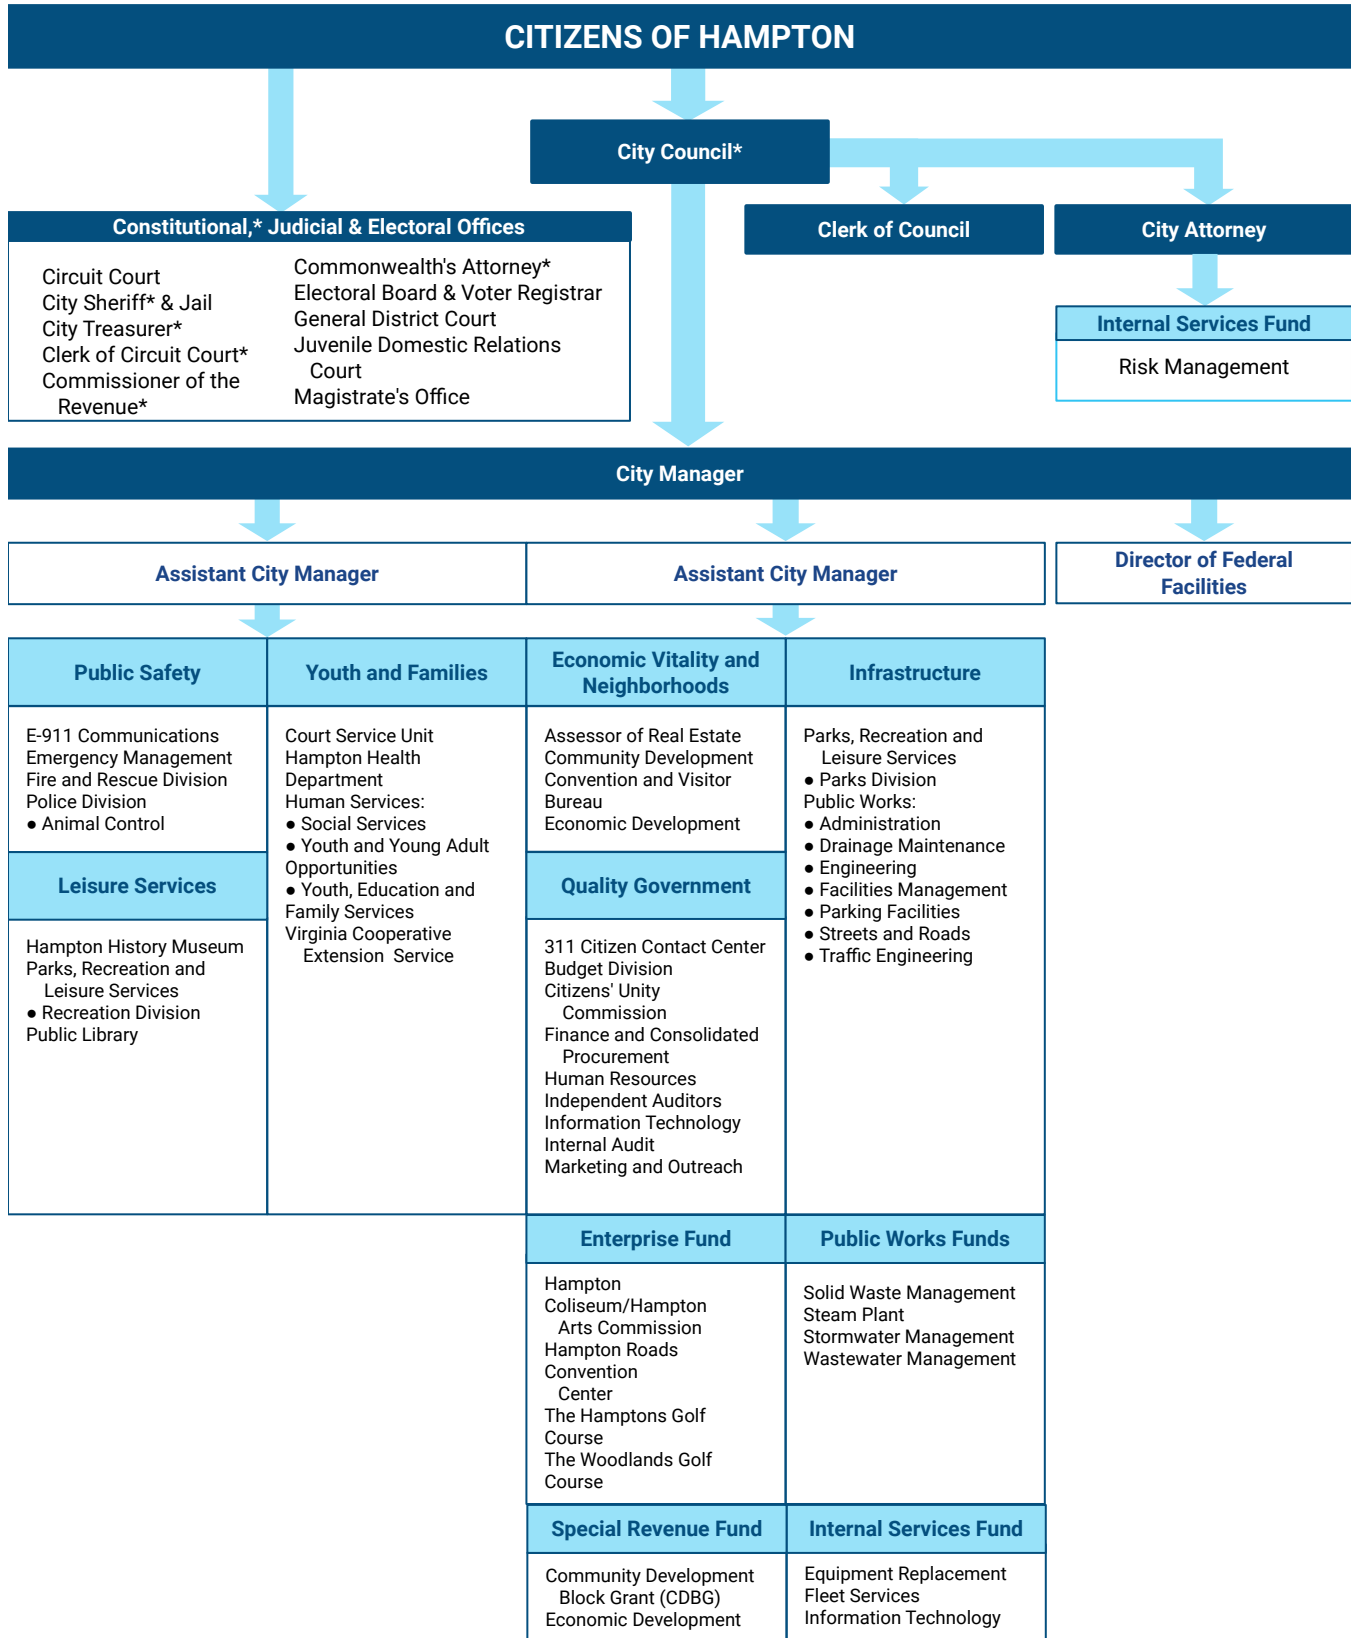 CITIZENS OF HAMPTON
City Council*
Constitutional,* Judicial & Electoral Offices
Circuit Court
City Sheriff* & Jail
City Treasurer*
Clerk of Circuit Court*
Commissioner of the
Revenue*
Commonwealth's Attorney*
Electoral Board & Voter Registrar
General District Court
Juvenile Domestic Relations
Court
Magistrate's Office
Clerk of Council
City Attorney
Internal Services Fund
Risk Management
City Manager
Assistant City Manager
Assistant City Manager
Director of Federal
Facilities
Public Safety
E-911 Communications
Emergency Management
Fire and Rescue Division
Police Division
● Animal Control
Leisure Services
Hampton History Museum
Parks, Recreation and
Leisure Services
● Recreation Division
Public Library
Youth and Families
Court Service Unit
Hampton Health
Department
Human Services:
● Social Services
● Youth and Young Adult
Opportunities
● Youth, Education and
Family Services
Virginia Cooperative
Extension Service
Economic Vitality and
Neighborhoods
Assessor of Real Estate
Community Development
Convention and Visitor
Bureau
Economic Development
Quality Government
311 Citizen Contact Center
Budget Division
Citizens' Unity
Commission
Finance and Consolidated
Procurement
Human Resources
Independent Auditors
Information Technology
Internal Audit
Marketing and Outreach
Infrastructure
Parks, Recreation and
Leisure Services
● Parks Division
Public Works:
● Administration
● Drainage Maintenance
● Engineering
● Facilities Management
● Parking Facilities
● Streets and Roads
● Traffic Engineering
Enterprise Fund
Hampton
Coliseum/Hampton
Arts Commission
Hampton Roads
Convention
Center
The Hamptons Golf
Course
The Woodlands Golf
Course
Public Works Funds
Solid Waste Management
Steam Plant
Stormwater Management
Wastewater Management
Special Revenue Fund
Community Development
Block Grant (CDBG)
Economic Development
Internal Services Fund
Equipment Replacement
Fleet Services
Information Technology